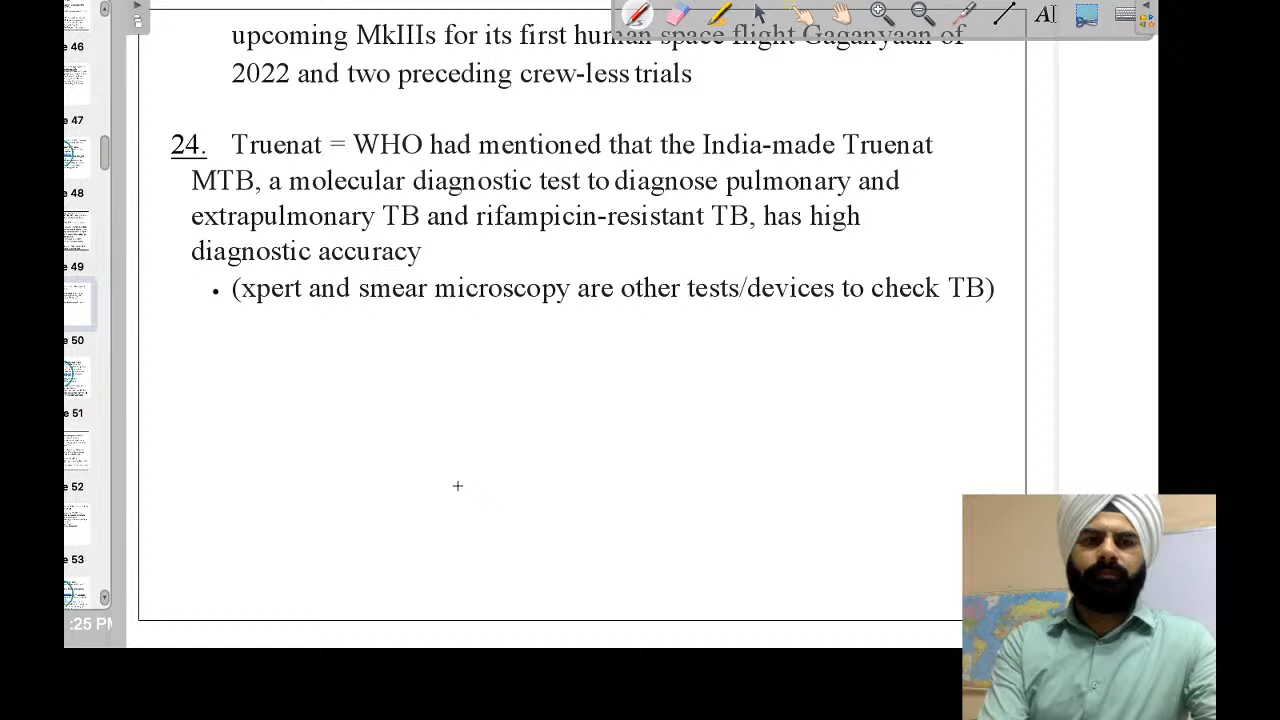 46
47
48
49
50
51
52
53
:25 PM
AI
upcoming MkIIIs for its first human space flight Gaganyaan of
2022 and two preceding crew-less trials
24. Truenat = WHO had mentioned that the India-made Truenat
MTB, a molecular diagnostic test to diagnose pulmonary and
extrapulmonary TB and rifampicin-resistant TB, has high
diagnostic accuracy
• (xpert and smear microscopy are other tests/devices to check TB)